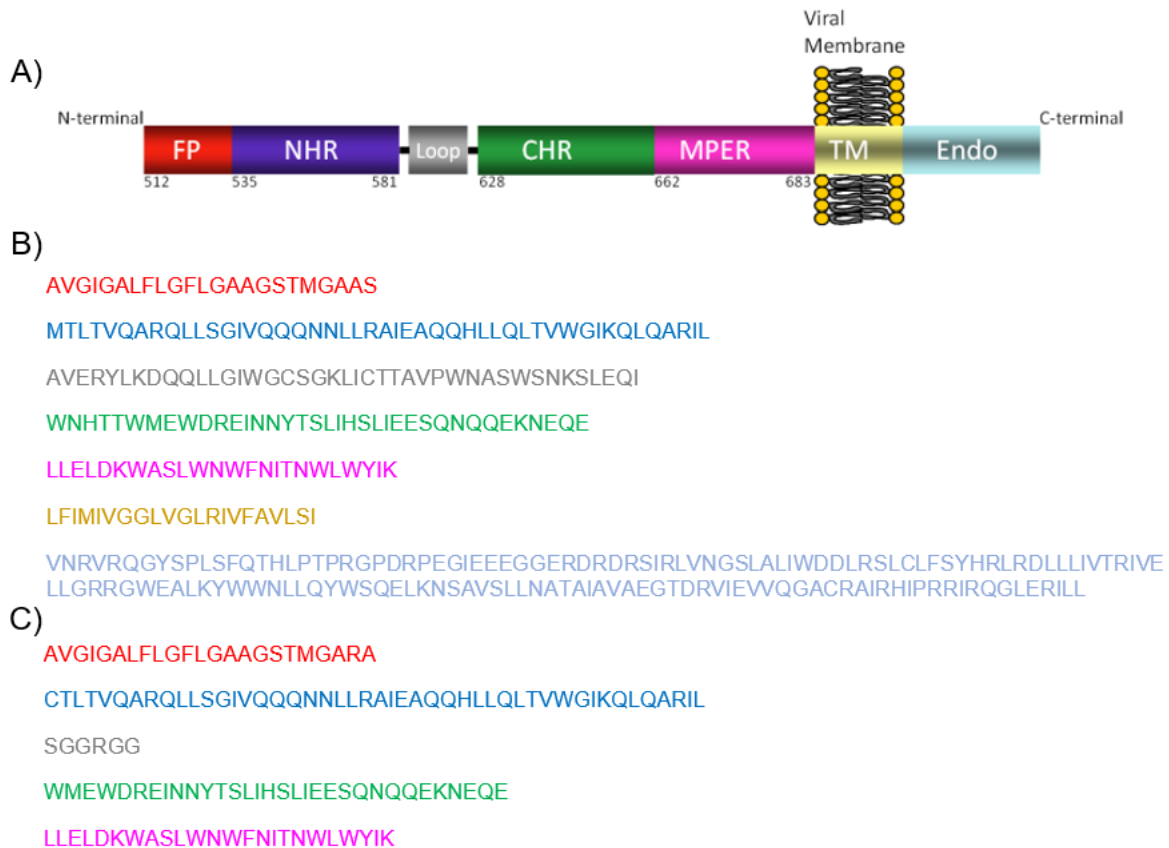 Viral
Membrane
A)
N-terminal
C-terminal
FP
NHR
Loop
CHR
MPER
TM
Endo
512
535
581
628
662
683
B)
AVGIGALFLGFLGAAGSTMGAAS
MTLTVQARQLLSGIVQQQNNLLRAIEAQQHLLQLTVWGIKQLQARIL
AVERYLKDQQLLGIWGCSGKLICTTAVPWNASWSNKSLEQI
WNHTTWMEWDREINNYTSLIHSLIEESQNQQEKNEQE
LLELDKWASLWNWFNITNWLWYIK
LFIMIVGGLVGLRIVFAVLSI
VNRVRQGYSPLSFQTHLPTPRGPDRPEGIEEEGGERDRDRSIRLVNGSLALIWDDLRSLCLFSYHRLRDLLLIVTRIVE
LLGRRGWEALKYWWNLLQYWSQELKNSAVSLLNATAIAVAEGTDRVIEVVQGACRAIRHIPRRIRQGLERILL
C)
AVGIGALFLGFLGAAGSTMGARA
CTLTVQARQLLSGIVQQQNNLLRAIEAQQHLLQLTVWGIKQLQARIL
SGGRGG
WMEWDREINNYTSLIHSLIEESQNQQEKNEQE
LLELDKWASLWNWFNITNWLWYIK